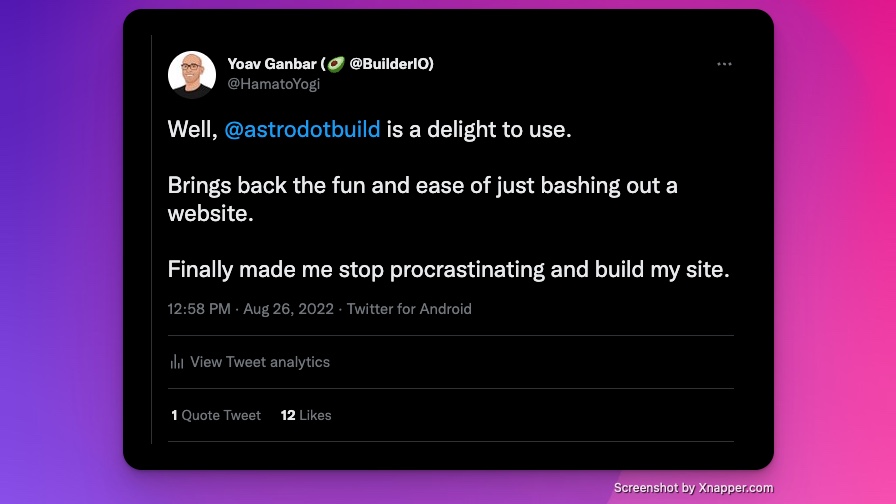 Yoav Ganbar (🥑 @BuilderIO)
@HamatoYogi
Well, @astrodotbuild is a delight to use.
Brings back the fun and ease of just bashing out a
website.
Finally made me stop procrastinating and build my site.
12:58 PM · Aug 26, 2022 · Twitter for Android
View Tweet analytics
1 Quote Tweet 12 Likes
Screenshot by Xnapper.com